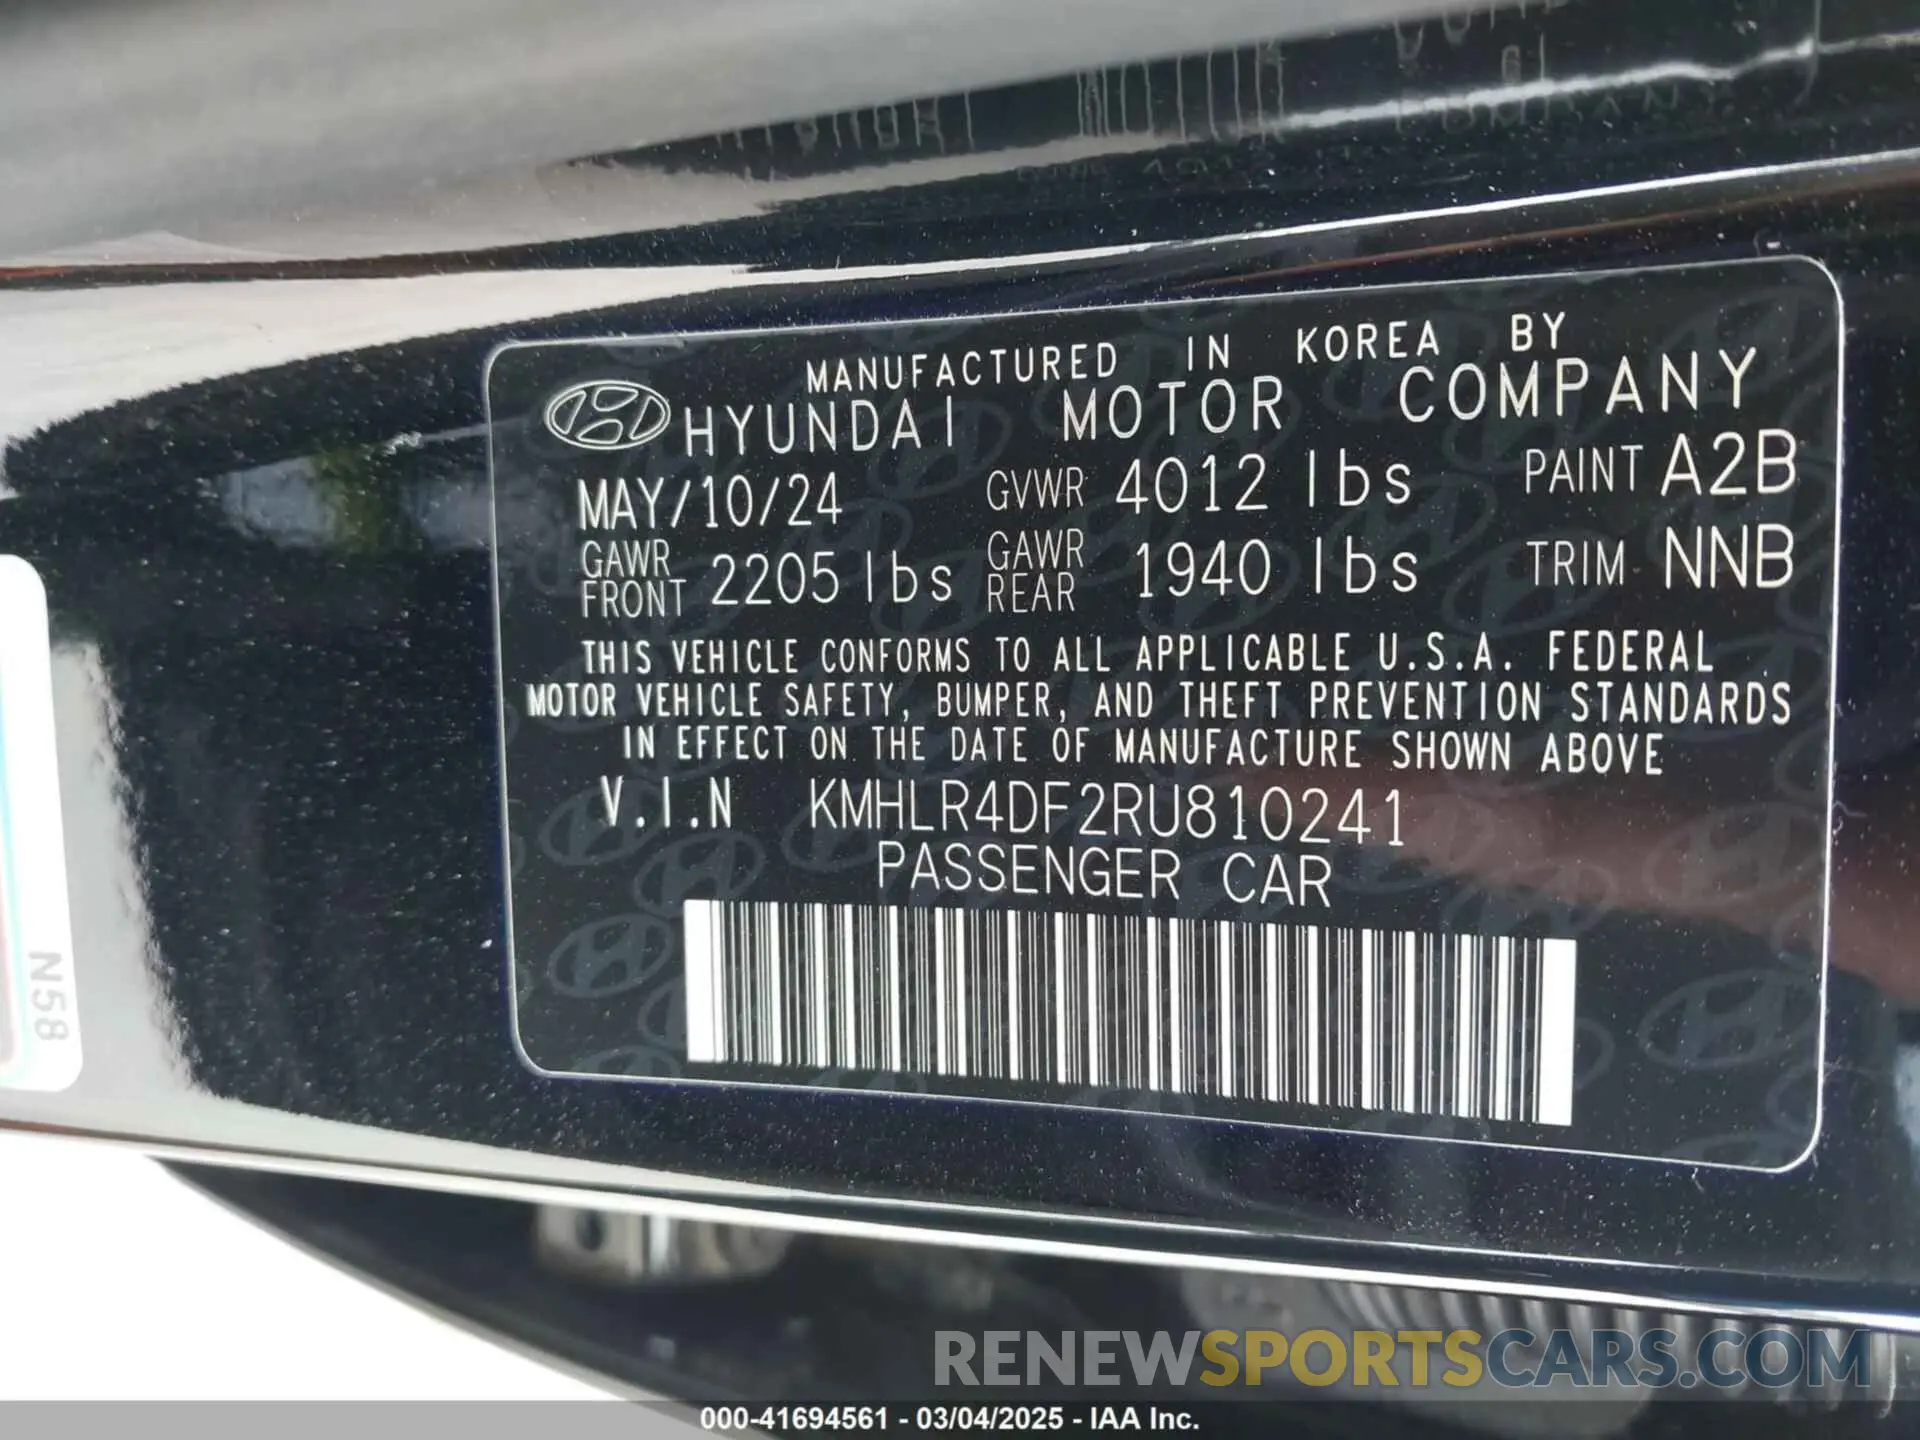 MANUFACTURED IN KOREA BY
HYUNDAI MOTOR COMPANY
MAY/10/24 GVWR 4012 lbs PAINT A2B
GAWR FRONT 2205 lbs GAWR REAR 1940 lbs TRIM NNB
THIS VEHICLE CONFORMS TO ALL APPLICABLE U.S.A. FEDERAL
MOTOR VEHICLE SAFETY, BUMPER, AND THEFT PREVENTION STANDARDS
IN EFFECT ON THE DATE OF MANUFACTURE SHOWN ABOVE
V.I.N KMHLR4DF2RU810241
PASSENGER CAR
N58
RENEWSPORTSCARS.COM
000-41694561 - 03/04/2025 - IAA Inc.